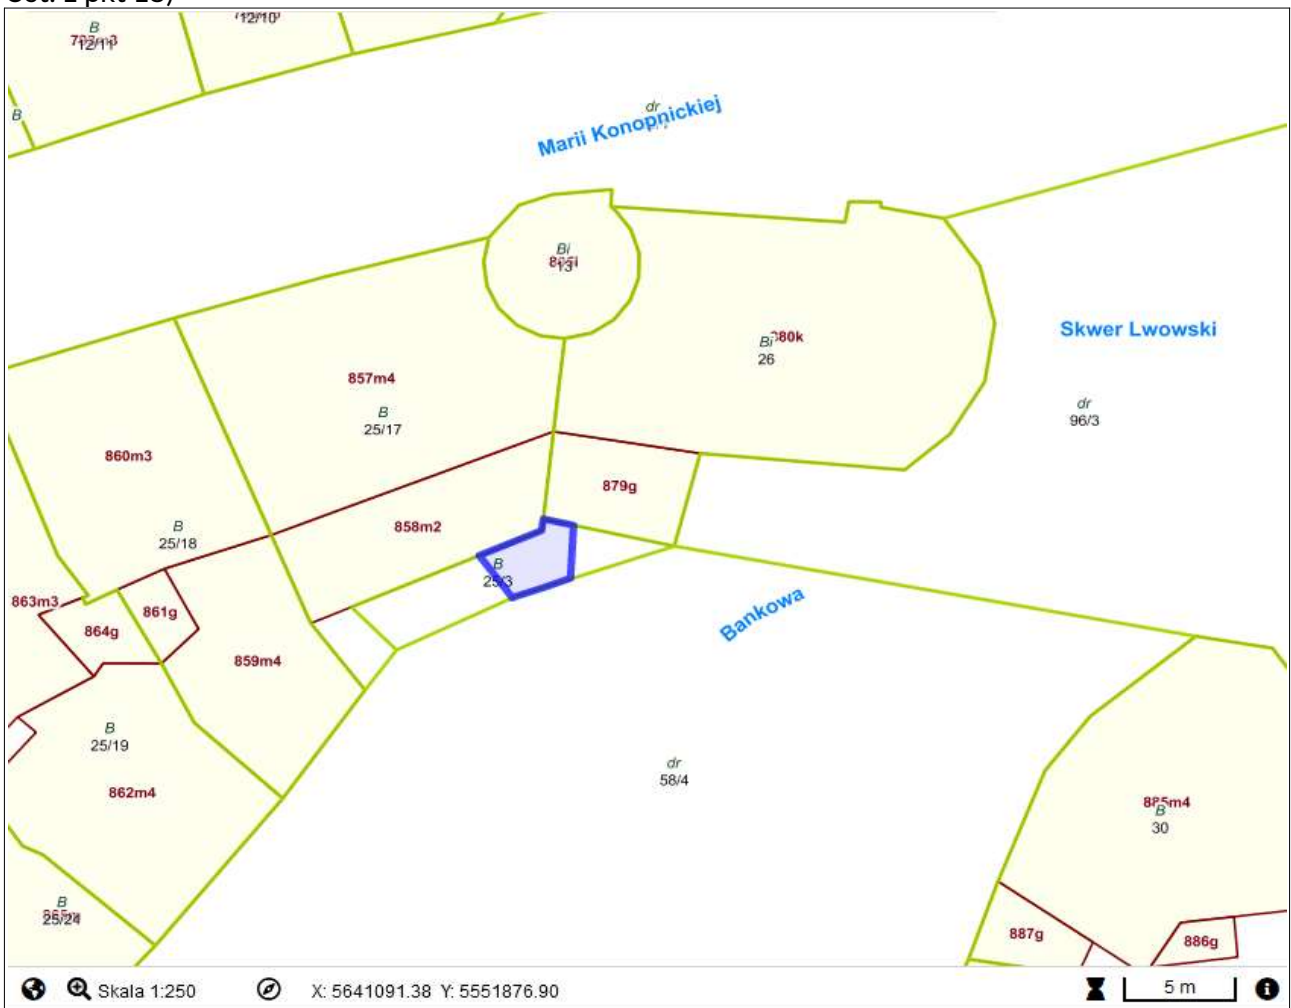 B
12/11
12/10
B
dr
Marii Konopnickiej
Bi
13
880k
Bi
26
Skwer Lwowski
857m4
B
25/17
dr
96/3
860m3
879g
858m2
B
25/18
B
25/3
863m3
861g
864g
Bankowa
859m4
B
25/19
dr
58/4
862m4
885m4
B
30
B
25/24
887g
886g
Skala 1:250
X: 5641091.38 Y: 5551876.90
5 m